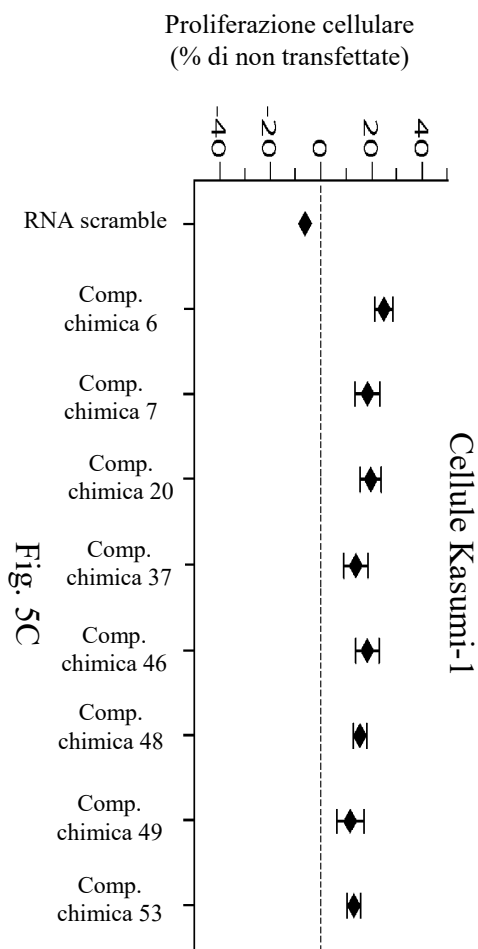 Proliferazione cellulare
(% di non transfettate)
-40
-20
0
20
40
RNA scramble
Comp.
chimica 6
Comp.
chimica 7
Comp.
chimica 20
Comp.
chimica 37
Comp.
chimica 46
Comp.
chimica 48
Comp.
chimica 49
Comp.
chimica 53
Cellule Kasumi-1
Fig. 5C